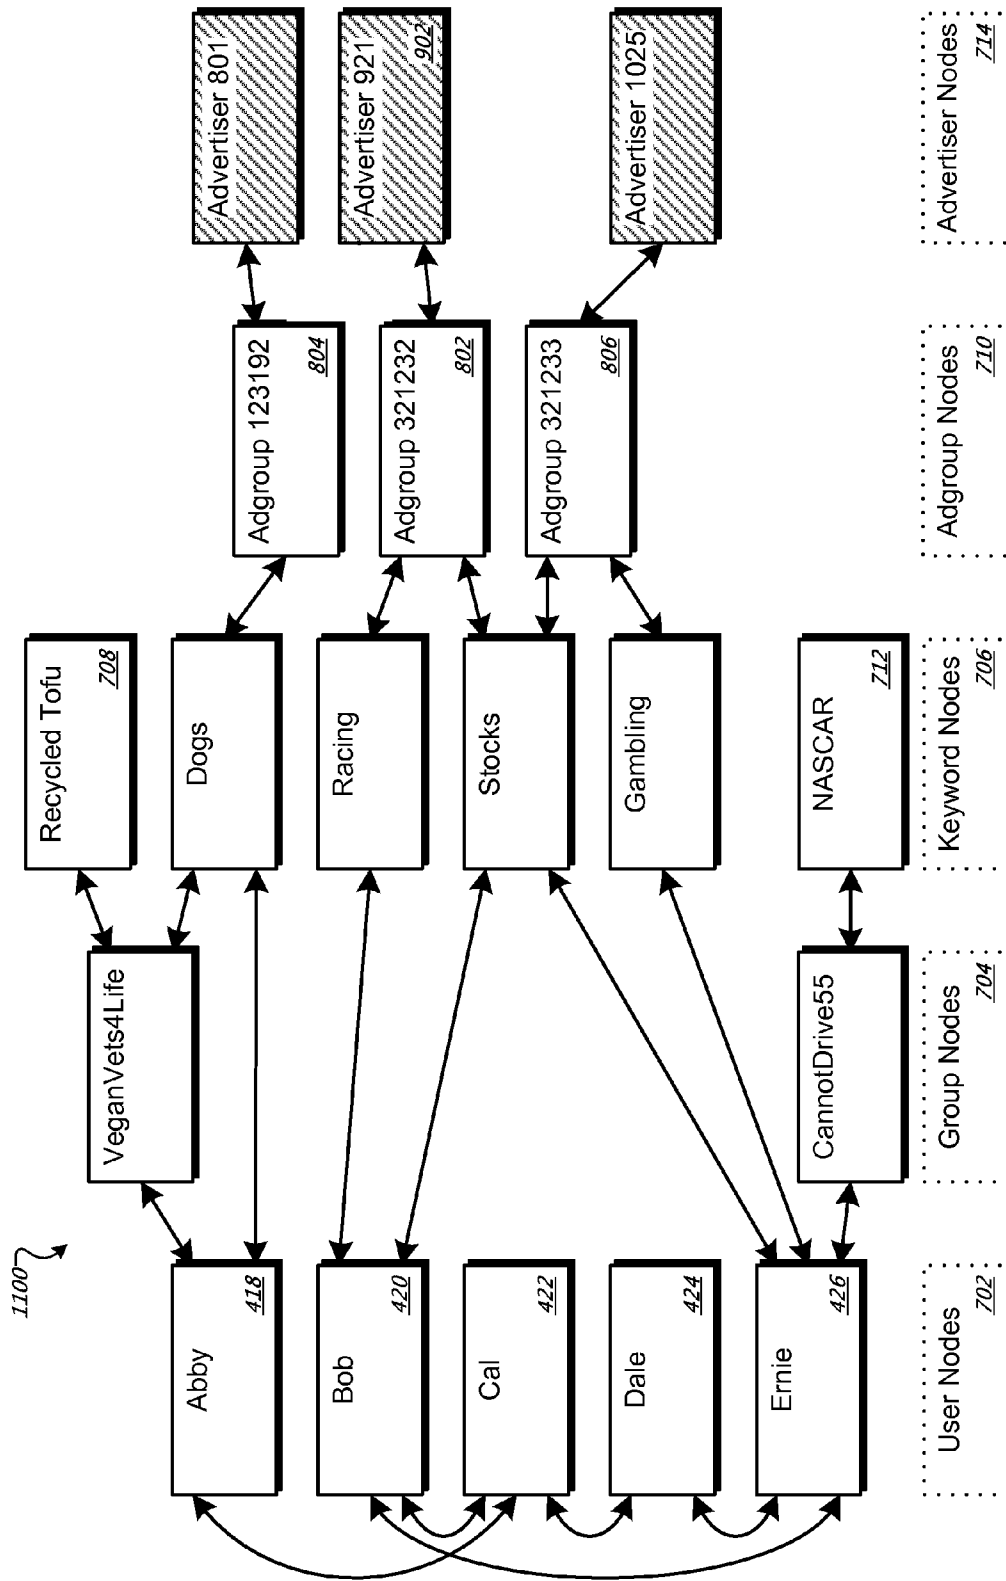 1100
Abby
418
Bob
420
Cal
422
Dale
424
Ernie
426
User Nodes
702
VeganVets4Life
CannotDrive55
Group Nodes
704
Recycled Tofu
708
Dogs
Racing
Stocks
Gambling
NASCAR
712
Keyword Nodes
706
Adgroup 123192
804
Adgroup 321232
802
Adgroup 321233
806
Adgroup Nodes
710
Advertiser 801
Advertiser 921
902
Advertiser 1025
Advertiser Nodes
714